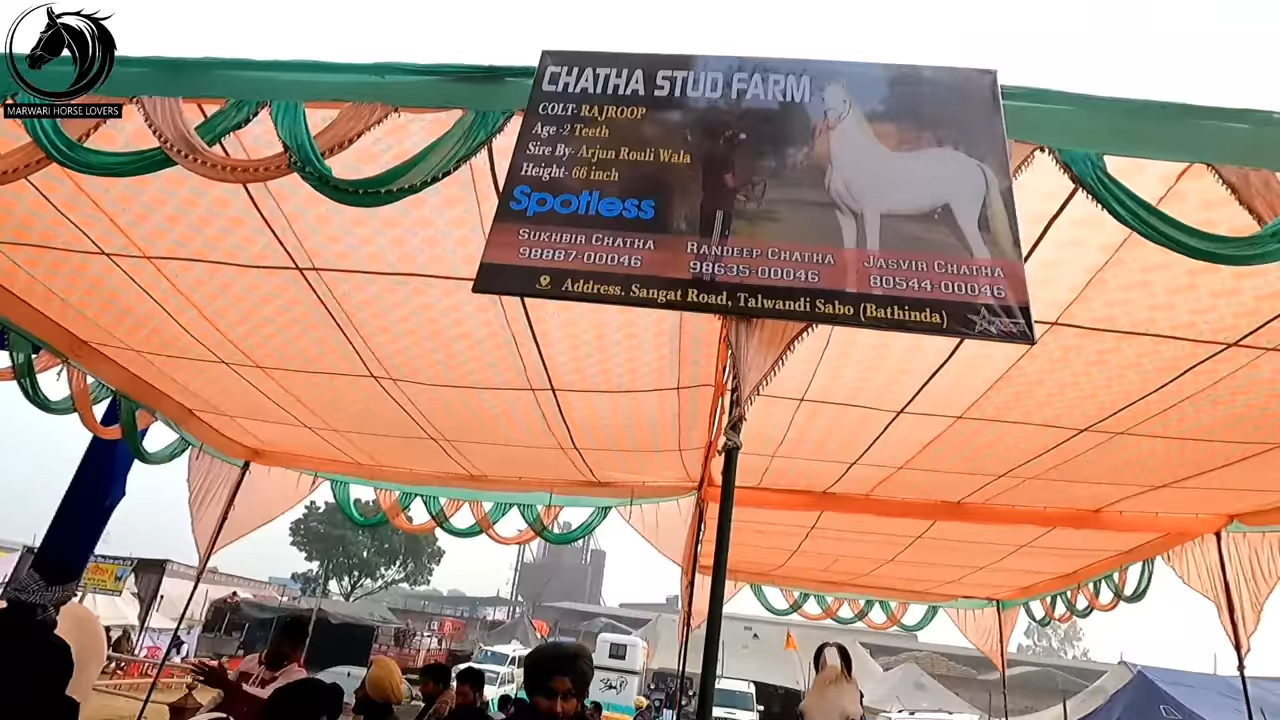 MARWARI HORSE LOVERS
CHATHA STUD FARM
COLT- RAJROOP
Age -2 Teeth
Sire By- Arjun Rouli Wala
Height- 66 inch
Spotless
SUKHBIR CHATHA
98887-00046
RANDEEP CHATHA
98635-00046
JASVIR CHATHA
80544-00046
Address. Sangat Road, Talwandi Sabo (Bathinda)